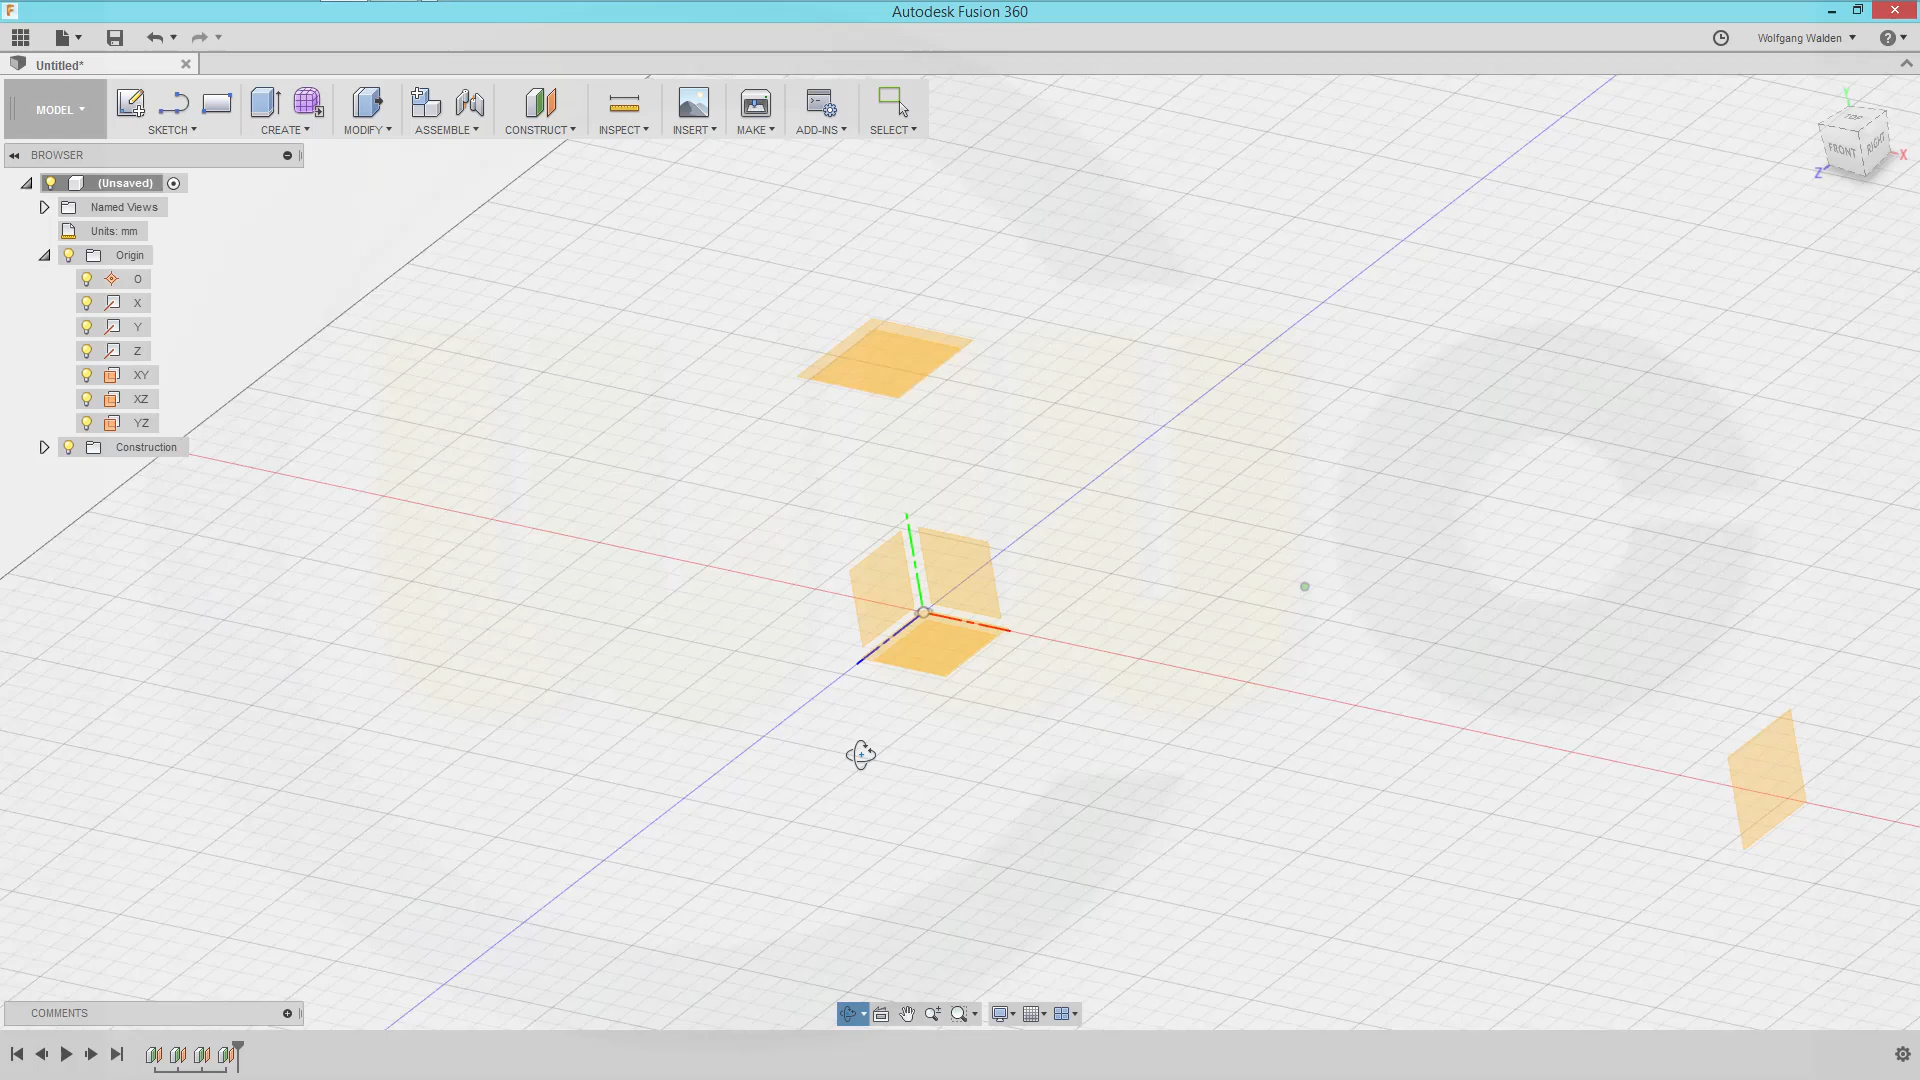 Autodesk Fusion 360
Wolfgang Walden
Untitled*
MODEL
SKETCH
CREATE
MODIFY
ASSEMBLE
CONSTRUCT
INSPECT
INSERT
MAKE
ADD-INS
SELECT
Y
TOP
FRONT
RIGHT
X
Z
BROWSER
(Unsaved)
Named Views
Units: mm
Origin
O
X
Y
Z
XY
XZ
YZ
Construction
COMMENTS